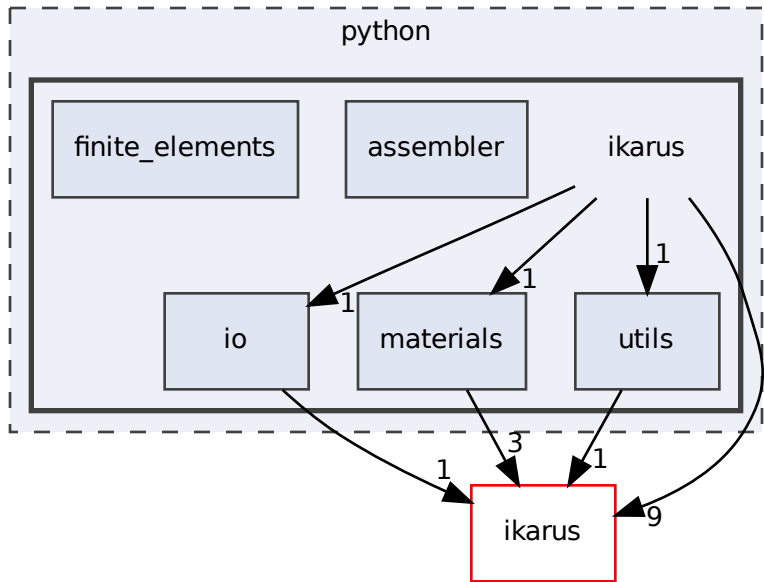 python
finite_elements
assembler
ikarus
1
1
1
io
materials
utils
1
3
1
9
ikarus